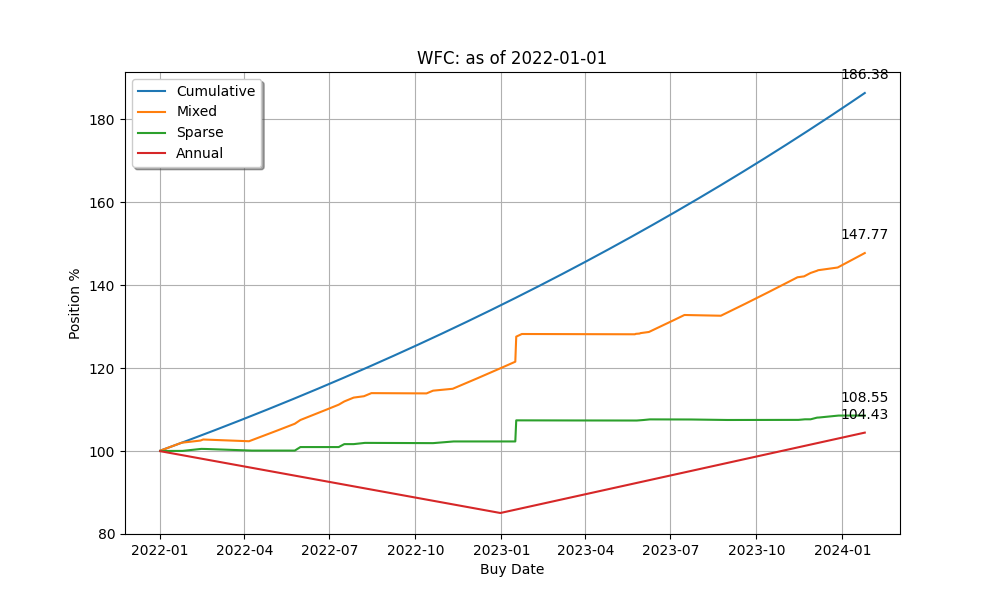 WFC: as of 2022-01-01
Cumulative
Mixed
Sparse
Annual
186.38
147.77
108.55
104.43
180
160
140
120
100
80
Position %
2022-01 2022-04 2022-07 2022-10 2023-01 2023-04 2023-07 2023-10 2024-01
Buy Date